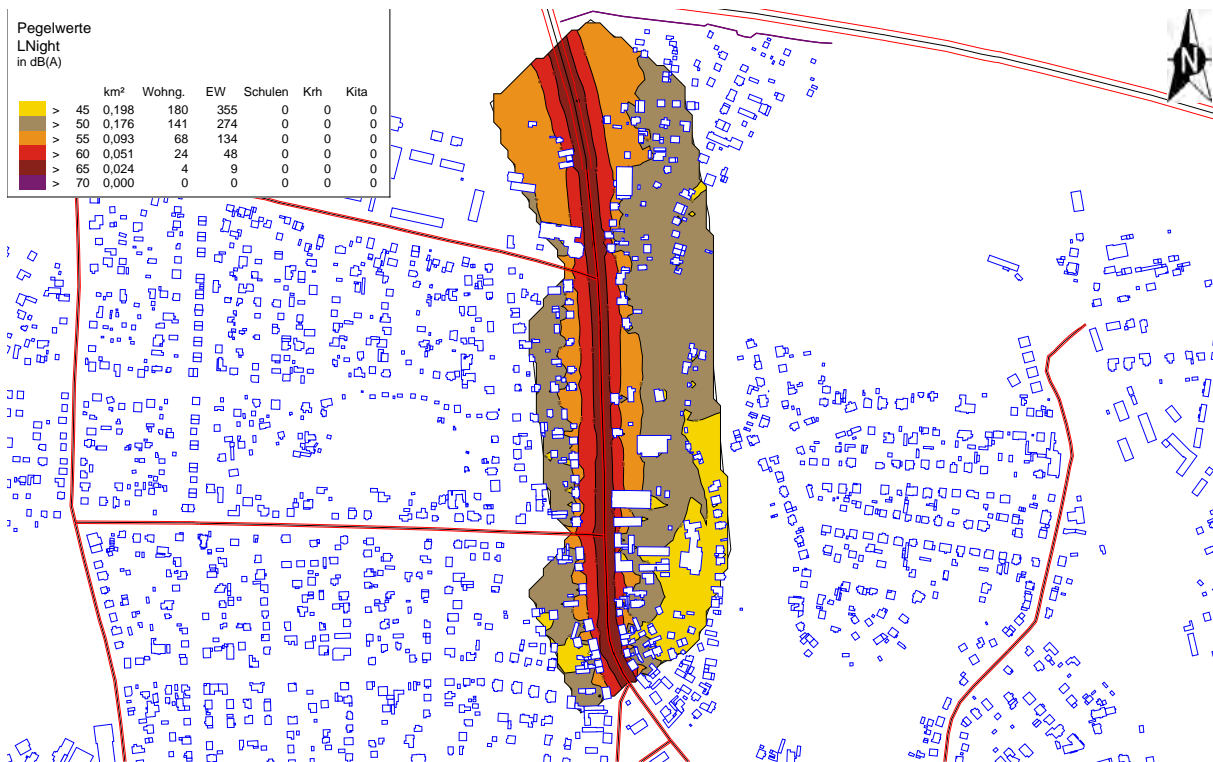 Pegelwerte
LNight
in dB(A)
km² Wohng. EW Schulen Krh Kita
> 45 0,198 180 355 0 0 0
> 50 0,176 141 274 0 0 0
> 55 0,093 68 134 0 0 0
> 60 0,051 24 48 0 0 0
> 65 0,024 4 9 0 0 0
> 70 0,000 0 0 0 0 0
N